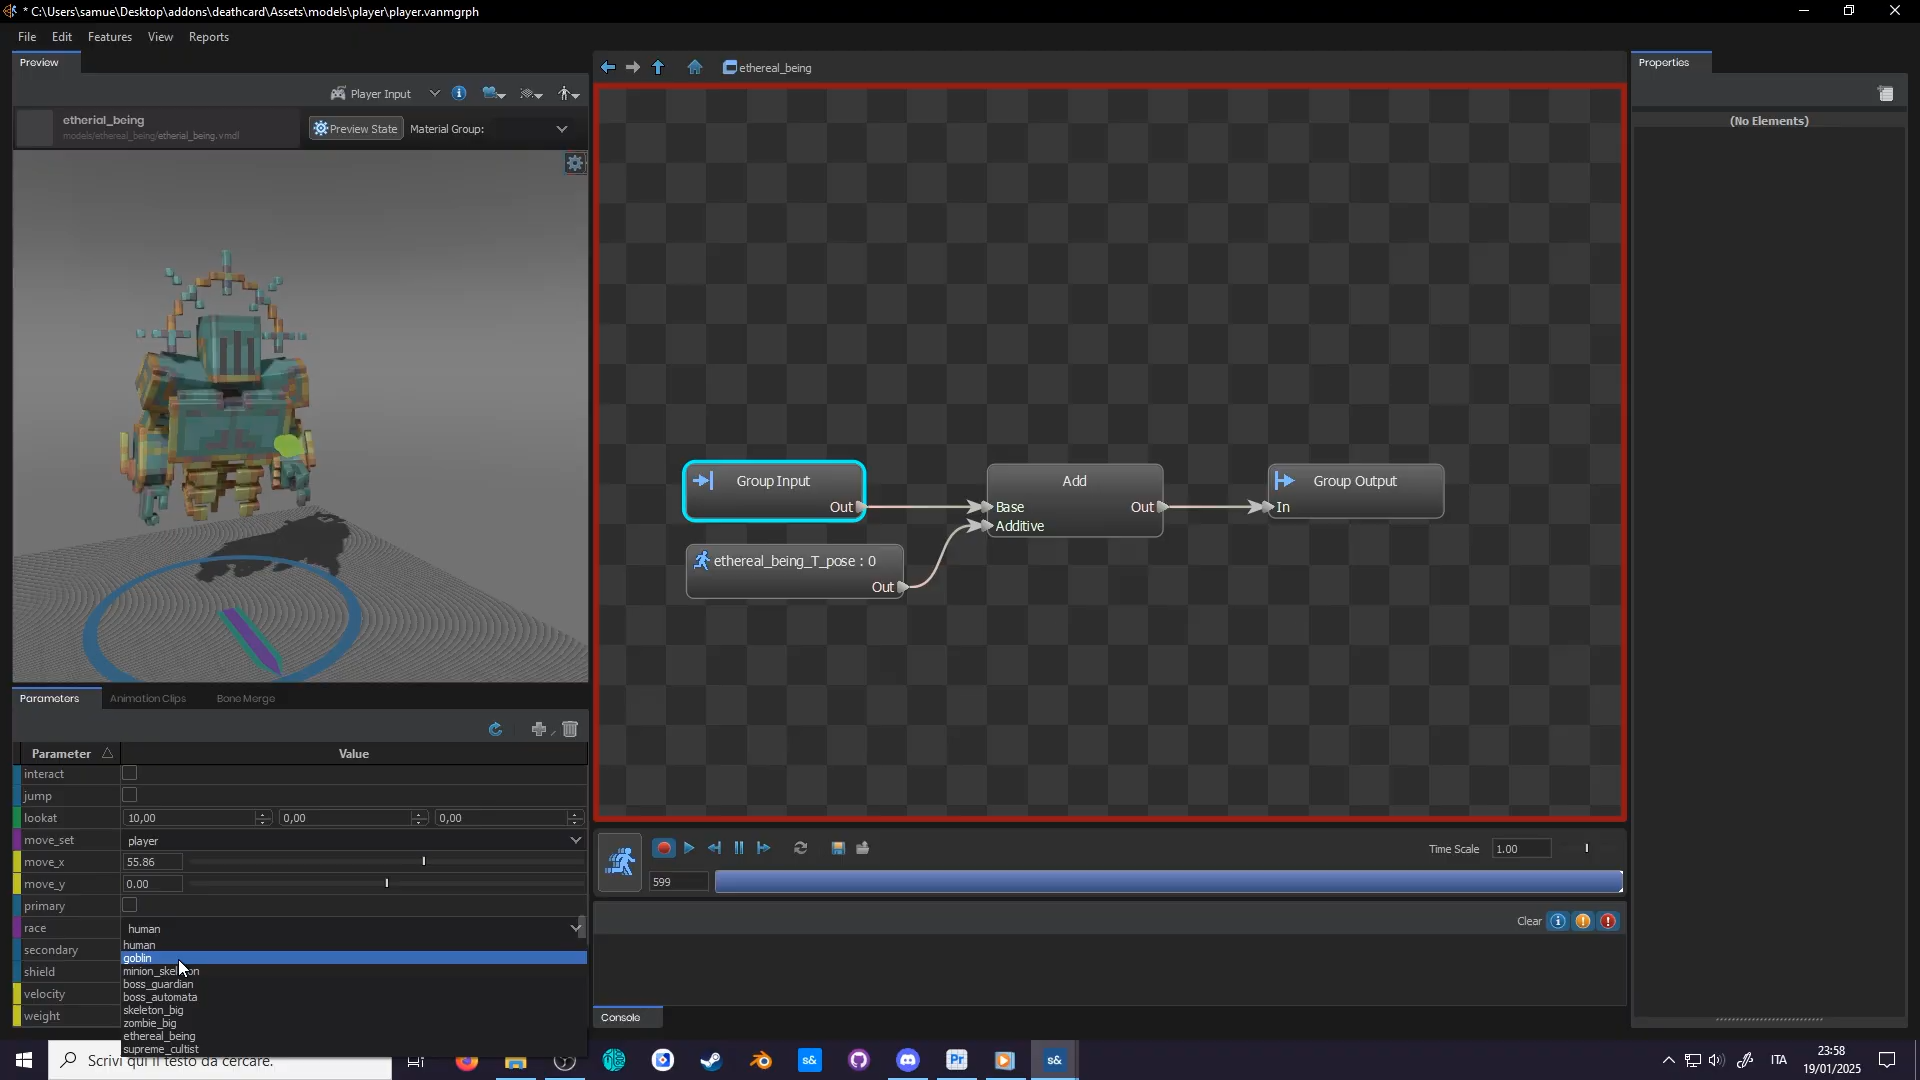 * C:\Users\samue\Desktop\addons\deathcard\Assets\models\player\player.vanmgrph
File Edit Features View Reports
Preview
Player Input
etherial_being
models/ethereal_being/etherial_being.vmdl
Preview State
Material Group:
ethereal_being
Properties
(No Elements)
Group Input
Out
Add
Base
Additive
Out
Group Output
In
ethereal_being_T_pose : 0
Out
Parameters Animation Clips Bone Merge
Parameter Value
interact
jump
lookat 10,00 0,00 0,00
move_set player
move_x 55.86
move_y 0.00
primary
race human
secondary
shield
velocity
weight
human
goblin
boss_guardian
boss_automata
skeleton_big
zombie_big
ethereal_being
supreme_cultist
Time Scale 1.00
599
Clear
Console
Scrivi qui il testo da cercare.
s&
Pr
s&
ITA
23:58
19/01/2025